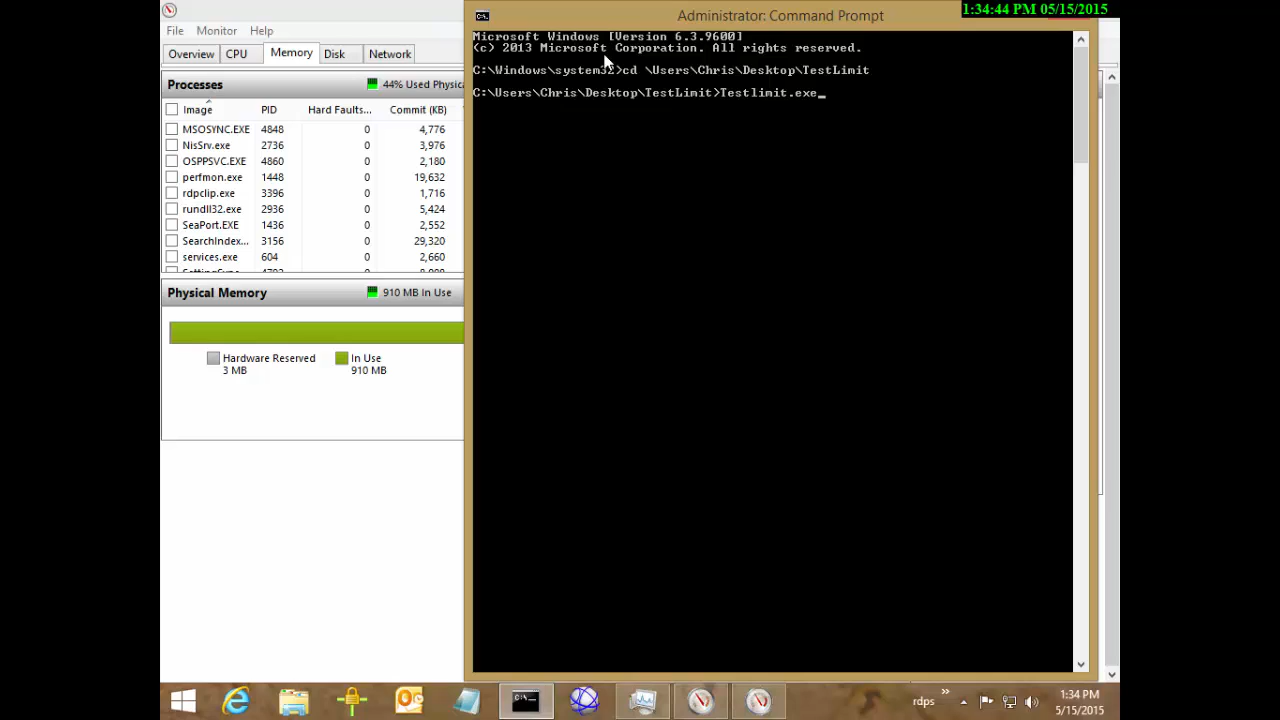 1:34:44 PM 05/15/2015
Administrator: Command Prompt
File Monitor Help
Overview CPU Memory Disk Network
Processes 44% Used Physica
Image PID Hard Faults... Commit (KB)
MSOSYNC.EXE 4848 0 4,776
NisSrv.exe 2736 0 3,976
OSPPSVC.EXE 4860 0 2,180
perfmon.exe 1448 0 19,632
rdpclip.exe 3396 0 1,716
rundll32.exe 2936 0 5,424
SeaPort.EXE 1436 0 2,552
SearchIndex... 3156 0 29,320
services.exe 604 0 2,660
Physical Memory 910 MB In Use
Hardware Reserved In Use
3 MB 910 MB
Microsoft Windows [Version 6.3.9600]
(c) 2013 Microsoft Corporation. All rights reserved.
C:\Windows\system32>cd \Users\Chris\Desktop\TestLimit
C:\Users\Chris\Desktop\TestLimit>Testlimit.exe_
rdps
1:34 PM
5/15/2015